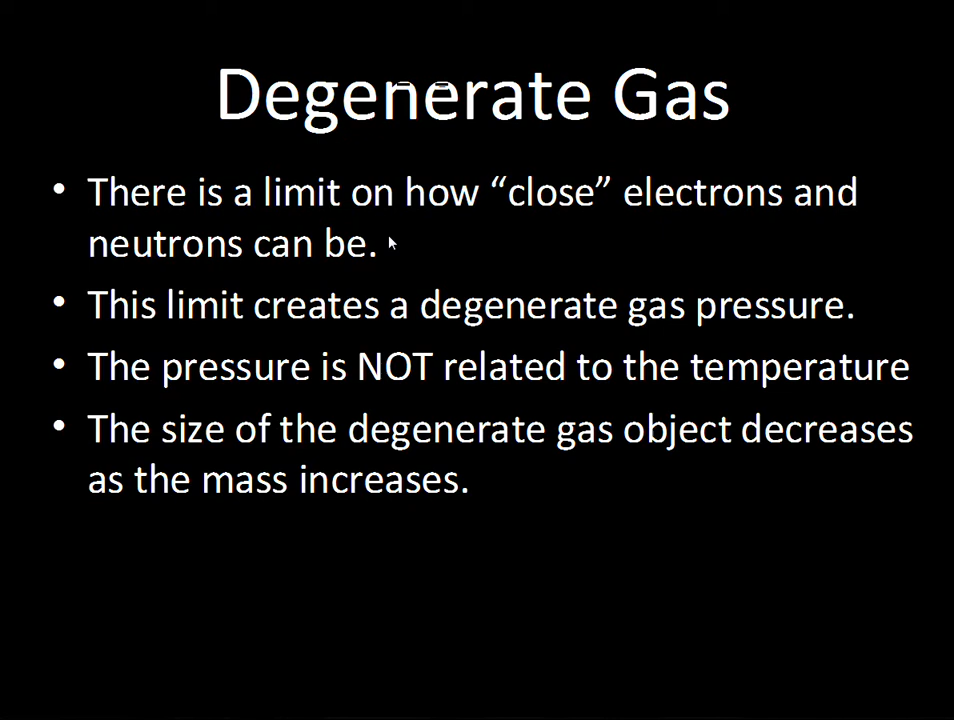 Degenerate Gas
• There is a limit on how “close” electrons and
neutrons can be.
• This limit creates a degenerate gas pressure.
• The pressure is NOT related to the temperature
• The size of the degenerate gas object decreases
as the mass increases.